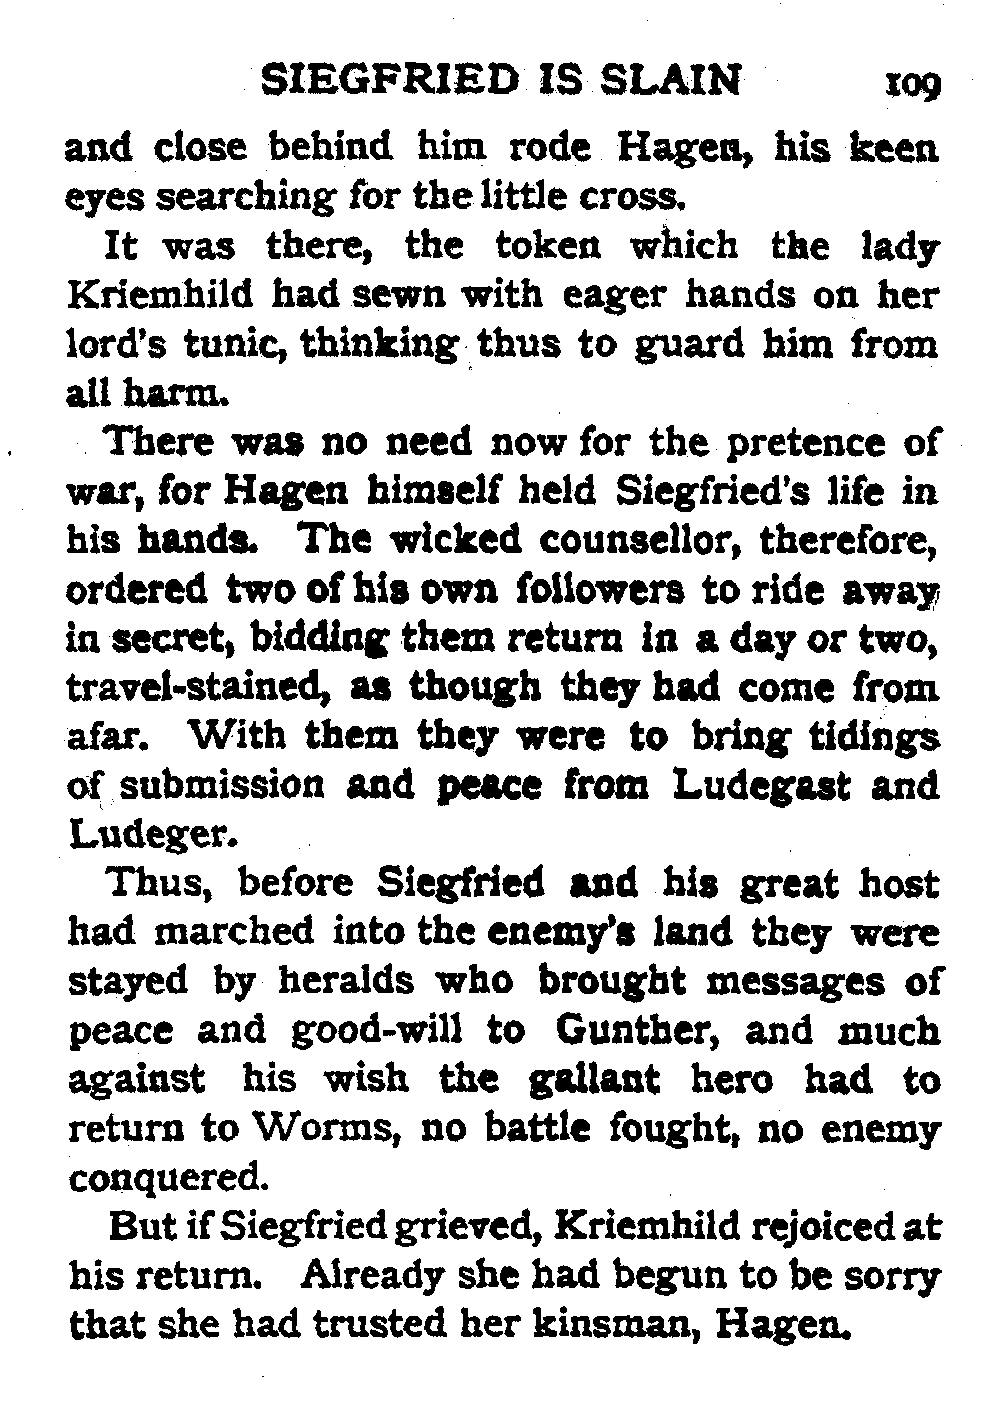 SIEGFRIED IS SLAIN 109
and close behind him rode Hagen, his keen
eyes searching for the little cross.
It was there, the token which the lady
Kriemhild had sewn with eager hands on her
lord's tunic, thinking thus to guard him from
all harm.
There was no need now for the pretence of
war, for Hagen himself held Siegfried's life in
his hands. The wicked counsellor, therefore,
ordered two of his own followers to ride away
in secret, bidding them return in a day or two,
travel-stained, as though they had come from
afar. With them they were to bring tidings
of submission and peace from Ludegast and
Ludeger.
Thus, before Siegfried and his great host
had marched into the enemy's land they were
stayed by heralds who brought messages of
peace and good-will to Gunther, and much
against his wish the gallant hero had to
return to Worms, no battle fought, no enemy
conquered.
But if Siegfried grieved, Kriemhild rejoiced at
his return. Already she had begun to be sorry
that she had trusted her kinsman, Hagen.